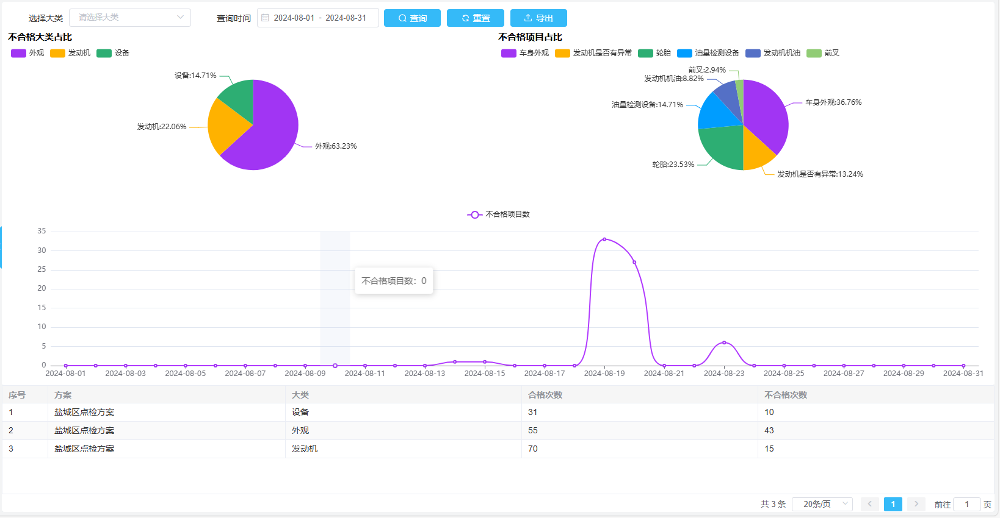 选择大类 请选择大类 查询时间 2024-08-01 - 2024-08-31 查询 重置 导出
不合格大类占比
外观 发动机 设备
设备:14.71%
发动机:22.06%
外观:63.23%
不合格项目占比
车身外观 发动机是否有异常 轮胎 油量检测设备 发动机机油 前叉
前叉:2.94%
发动机机油:8.82%
油量检测设备:14.71%
车身外观:36.76%
轮胎:23.53%
发动机是否有异常:13.24%
不合格项目数
35
30
25
20
15
10
5
0
不合格项目数：0
2024-08-01 2024-08-03 2024-08-05 2024-08-07 2024-08-09 2024-08-11 2024-08-13 2024-08-15 2024-08-17 2024-08-19 2024-08-21 2024-08-23 2024-08-25 2024-08-27 2024-08-29 2024-08-31
序号 方案 大类 合格次数 不合格次数
1 盐城区点检方案 设备 31 10
2 盐城区点检方案 外观 55 43
3 盐城区点检方案 发动机 70 15
共 3 条 20条/页 1 前往 1 页